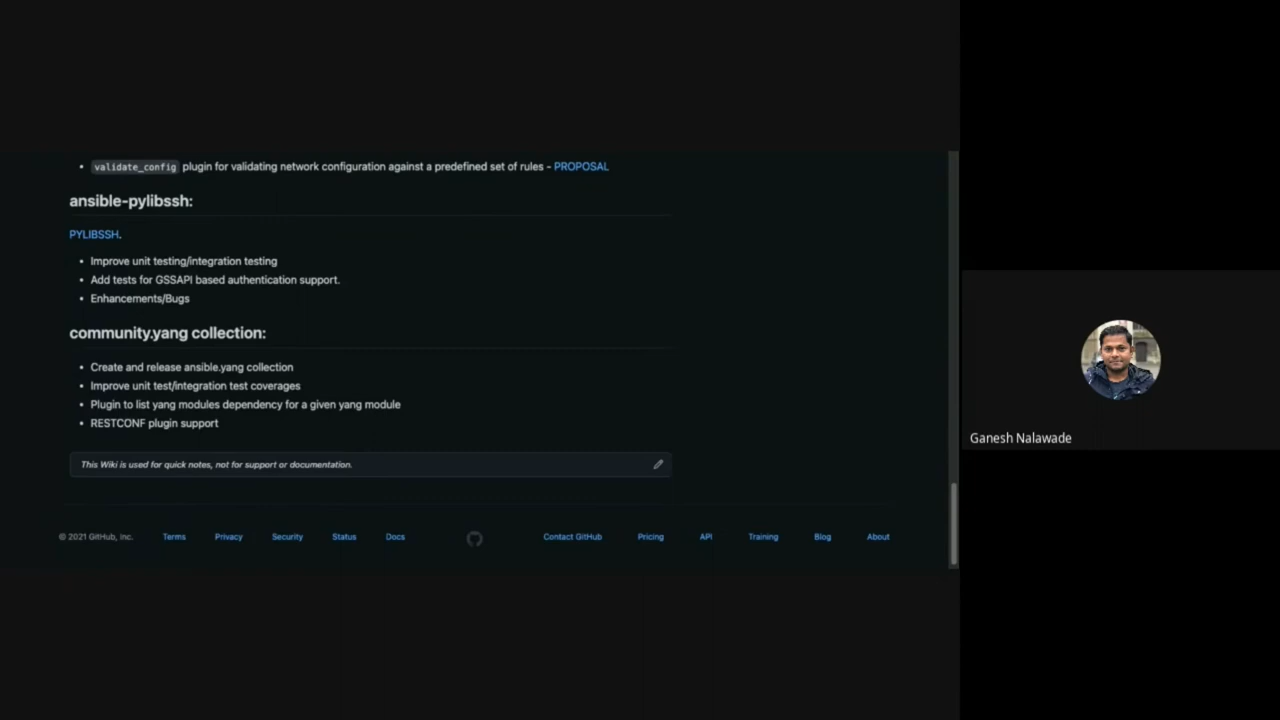 validate_config plugin for validating network configuration against a predefined set of rules - PROPOSAL
ansible-pylibssh:
PYLIBSSH.
Improve unit testing/integration testing
Add tests for GSSAPI based authentication support.
Enhancements/Bugs
community.yang collection:
Create and release ansible.yang collection
Improve unit test/integration test coverages
Plugin to list yang modules dependency for a given yang module
RESTCONF plugin support
Ganesh Nalawade
This Wiki is used for quick notes, not for support or documentation.
© 2021 GitHub, Inc. Terms Privacy Security Status Docs Contact GitHub Pricing API Training Blog About